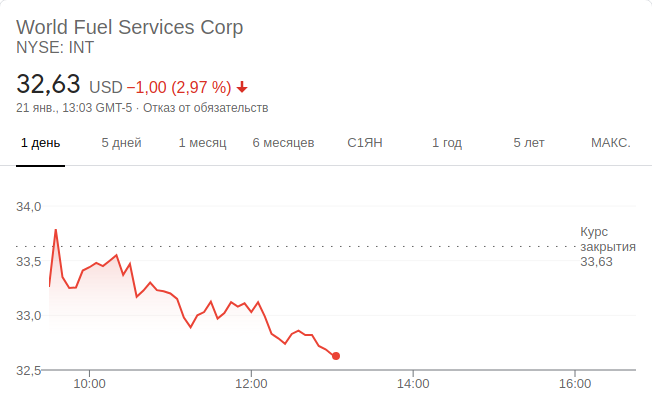 World Fuel Services Corp
NYSE: INT
32,63 USD −1,00 (2,97 %)
21 янв., 13:03 GMT-5 · Отказ от обязательств
1 день 5 дней 1 месяц 6 месяцев С1ЯН 1 год 5 лет МАКС.
34,0
Курс
закрытия
33,63
33,5
33,0
32,5
10:00 12:00 14:00 16:00